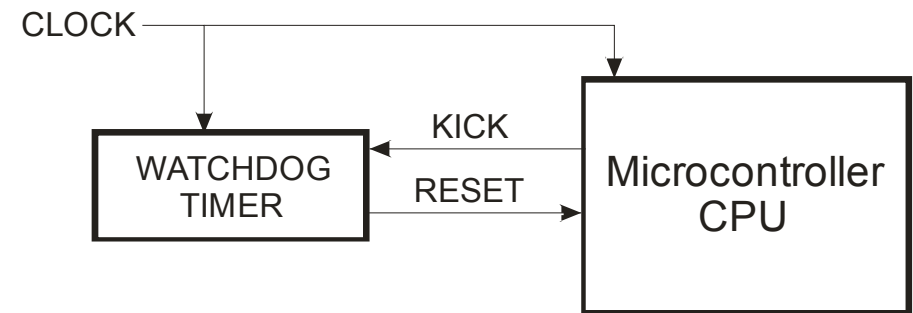 CLOCK
KICK
WATCHDOG
TIMER
RESET
Microcontroller
CPU